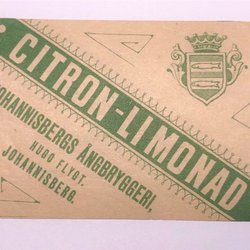 CITRON-LIMONAD
JOHANNISBERGS ÅNGBRYGGERI,
HUGO FLYDT.
JOHANNISBERG.